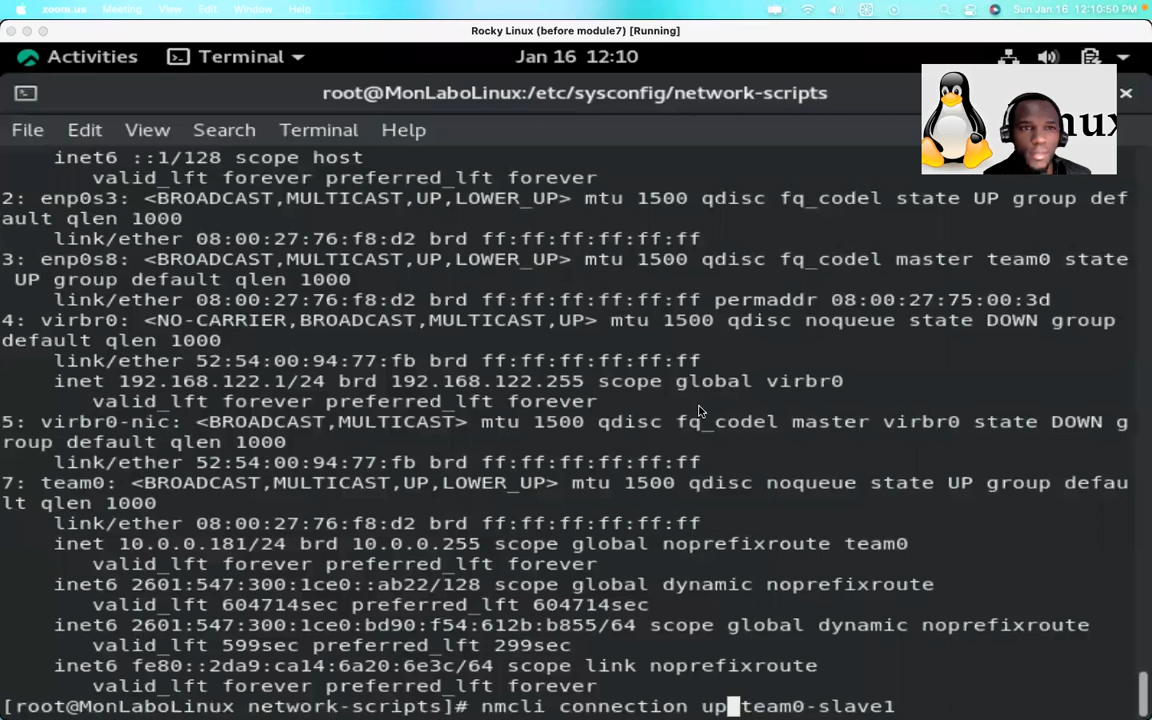 zoom.us Meeting View Edit Window Help Sun Jan 16 12:10:50 PM
Rocky Linux (before module7) [Running]
Activities Terminal Jan 16 12:10
root@MonLaboLinux:/etc/sysconfig/network-scripts
File Edit View Search Terminal Help
nux
inet6 ::1/128 scope host
valid_lft forever preferred_lft forever
2: enp0s3: <BROADCAST,MULTICAST,UP,LOWER_UP> mtu 1500 qdisc fq_codel state UP group def
ault qlen 1000
link/ether 08:00:27:76:f8:d2 brd ff:ff:ff:ff:ff:ff
3: enp0s8: <BROADCAST,MULTICAST,UP,LOWER_UP> mtu 1500 qdisc fq_codel master team0 state
UP group default qlen 1000
link/ether 08:00:27:76:f8:d2 brd ff:ff:ff:ff:ff:ff permaddr 08:00:27:75:00:3d
4: virbr0: <NO-CARRIER,BROADCAST,MULTICAST,UP> mtu 1500 qdisc noqueue state DOWN group
default qlen 1000
link/ether 52:54:00:94:77:fb brd ff:ff:ff:ff:ff:ff
inet 192.168.122.1/24 brd 192.168.122.255 scope global virbr0
valid_lft forever preferred_lft forever
5: virbr0-nic: <BROADCAST,MULTICAST> mtu 1500 qdisc fq_codel master virbr0 state DOWN g
roup default qlen 1000
link/ether 52:54:00:94:77:fb brd ff:ff:ff:ff:ff:ff
7: team0: <BROADCAST,MULTICAST,UP,LOWER_UP> mtu 1500 qdisc noqueue state UP group defau
lt qlen 1000
link/ether 08:00:27:76:f8:d2 brd ff:ff:ff:ff:ff:ff
inet 10.0.0.181/24 brd 10.0.0.255 scope global noprefixroute team0
valid_lft forever preferred_lft forever
inet6 2601:547:300:1ce0::ab22/128 scope global dynamic noprefixroute
valid_lft 604714sec preferred_lft 604714sec
inet6 2601:547:300:1ce0:bd90:f54:612b:b855/64 scope global dynamic noprefixroute
valid_lft 599sec preferred_lft 299sec
inet6 fe80::2da9:ca14:6a20:6e3c/64 scope link noprefixroute
valid_lft forever preferred_lft forever
[root@MonLaboLinux network-scripts]# nmcli connection up team0-slave1